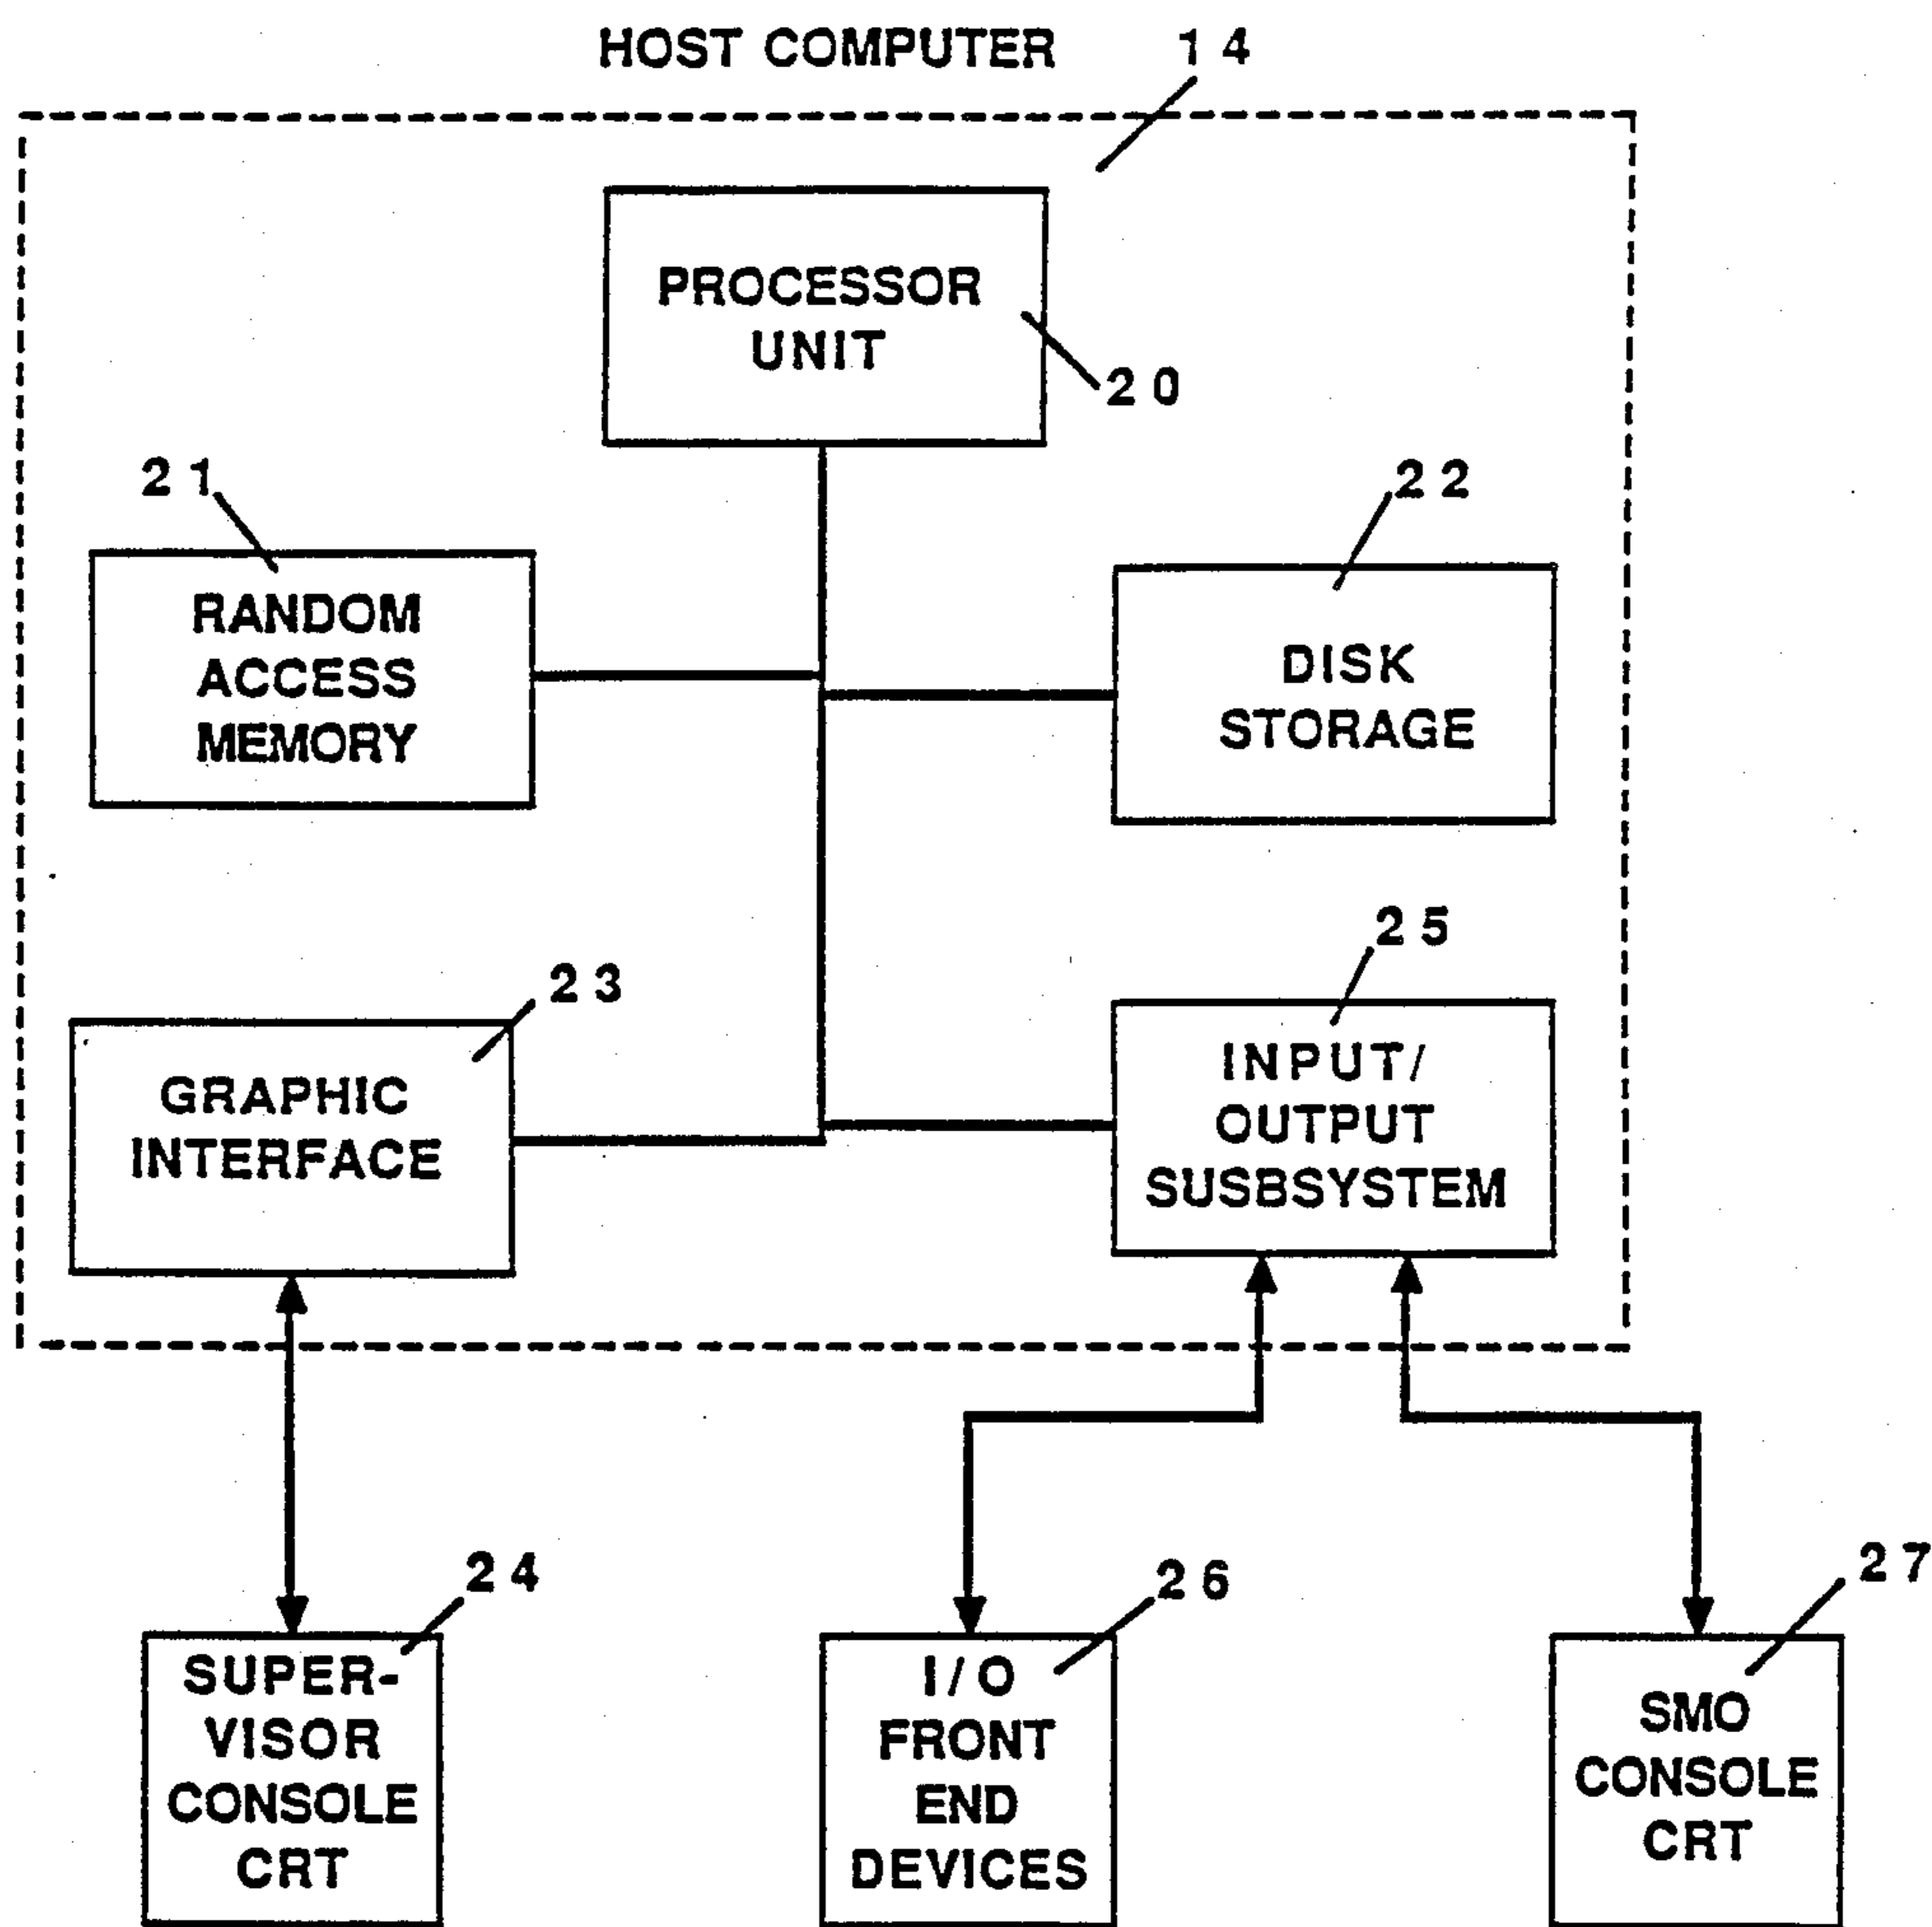 HOST COMPUTER
14
PROCESSOR
UNIT
20
21
22
RANDOM
ACCESS
MEMORY
DISK
STORAGE
23
25
GRAPHIC
INTERFACE
INPUT/
OUTPUT
SUSBSYSTEM
24
26
27
SUPER-
VISOR
CONSOLE
CRT
I/O
FRONT
END
DEVICES
SMO
CONSOLE
CRT